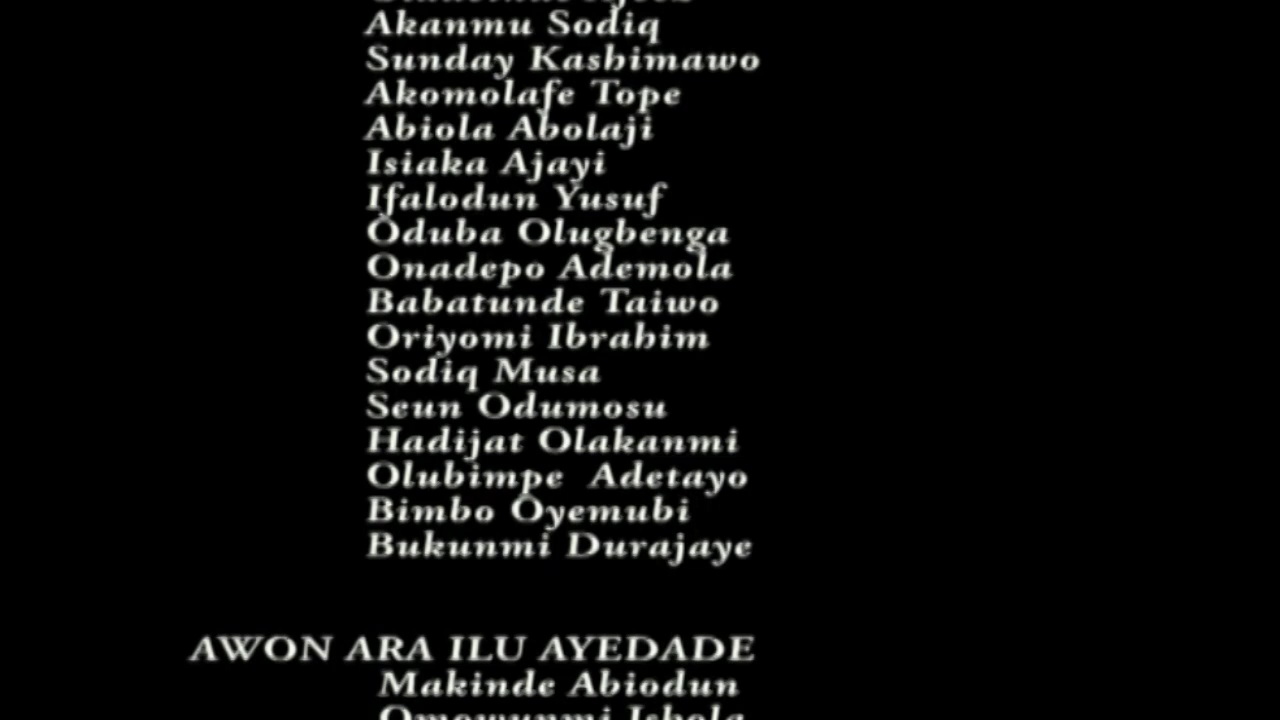 Akanmu Sodiq
Sunday Kashimawo
Akomolafe Tope
Abiola Abolaji
Isiaka Ajayi
Ifalodun Yusuf
Oduba Olugbenga
Onadepo Ademola
Babatunde Taiwo
Oriyomi Ibrahim
Sodiq Musa
Seun Odumosu
Hadijat Olakanmi
Olubimpe Adetayo
Bimbo Oyemubi
Bukunmi Durajaye
AWON ARA ILU AYEDADE
Makinde Abiodun
Omowunmi Ishola